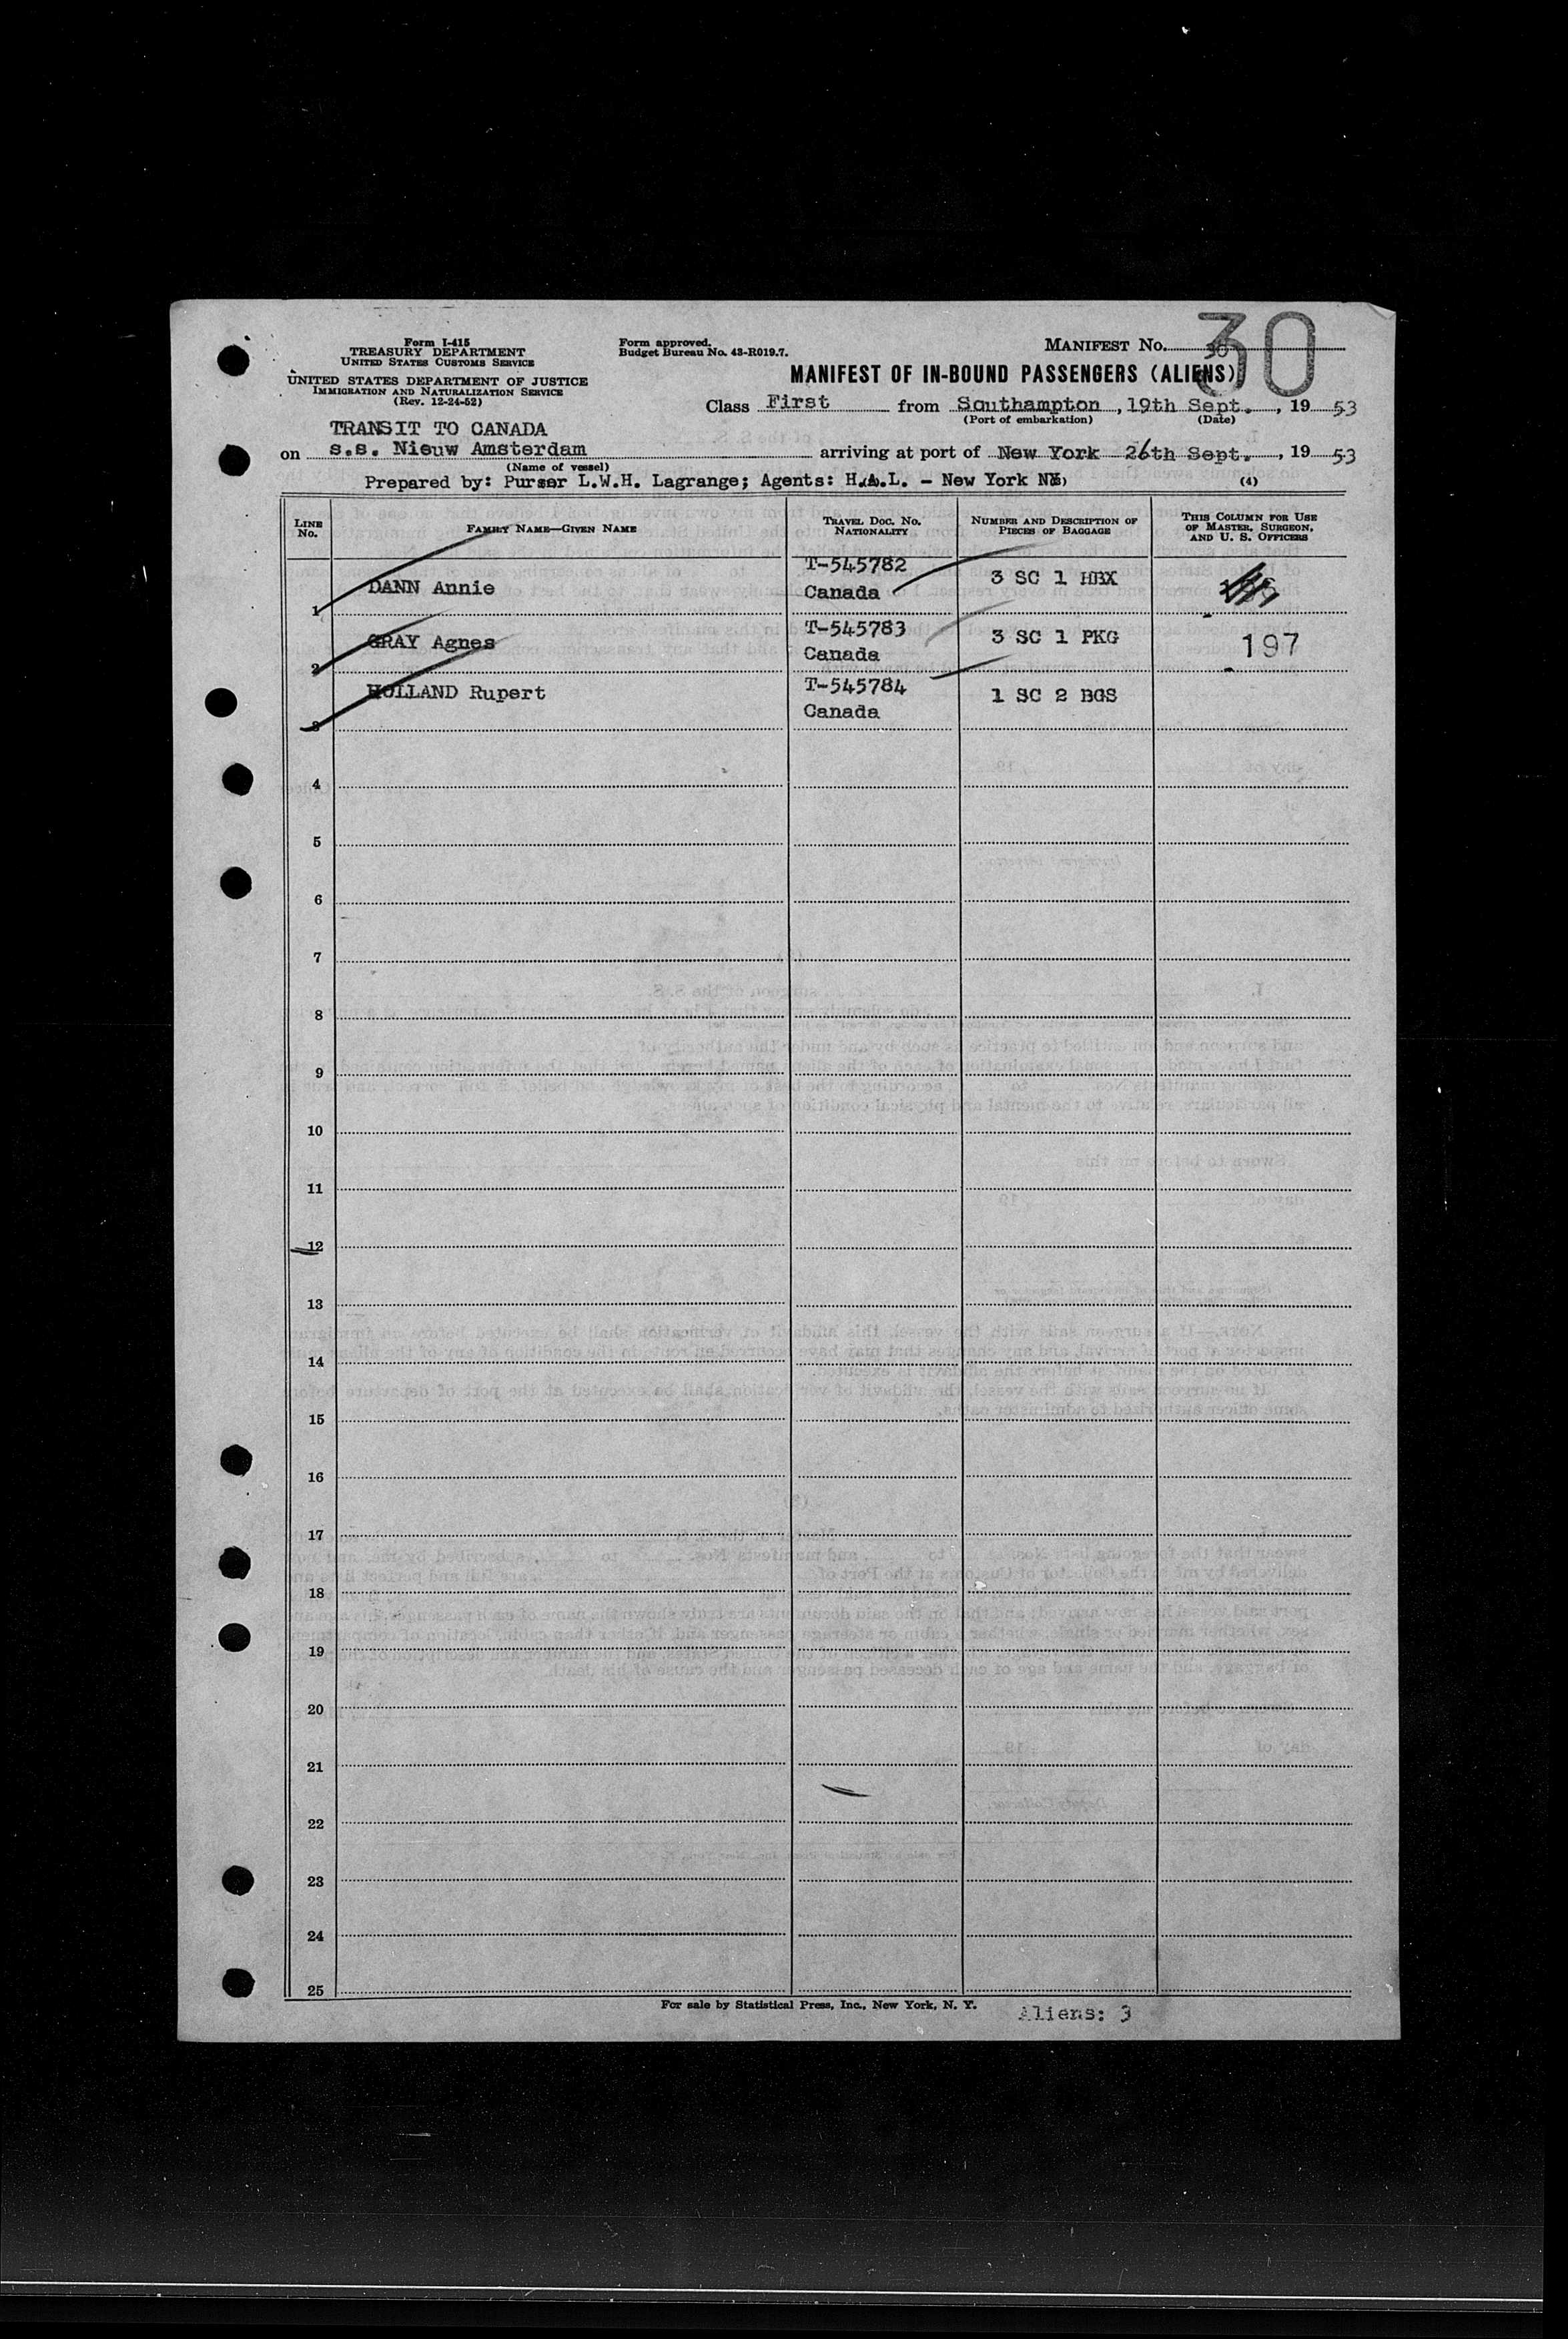 Form I-415
TREASURY DEPARTMENT
UNITED STATES CUSTOMS SERVICE
UNITED STATES DEPARTMENT OF JUSTICE
IMMIGRATION AND NATURALIZATION SERVICE
(Rev. 12-24-52)
Form approved.
Budget Bureau No. 43-R019.7.
MANIFEST No. 30
30
MANIFEST OF IN-BOUND PASSENGERS (ALIENS)
Class First from Southampton, 19th Sept., 1953
(Port of embarkation) (Date)
TRANSIT TO CANADA
on s.s. Nieuw Amsterdam arriving at port of New York 26th Sept., 1953
(Name of vessel)
Prepared by: Purser L.W.H. Lagrange; Agents: H.A.L. - New York NY
(4)
LINE No. FAMILY NAME—GIVEN NAME TRAVEL DOC. NO. NATIONALITY NUMBER AND DESCRIPTION OF PIECES OF BAGGAGE THIS COLUMN FOR USE OF MASTER, SURGEON, AND U. S. OFFICERS
1 DANN Annie T-545782 Canada 3 SC 1 HBX
2 GRAY Agnes T-545783 Canada 3 SC 1 PKG 197
3 HOLLAND Rupert T-545784 Canada 1 SC 2 BGS
4
5
6
7
8
9
10
11
12
13
14
15
16
17
18
19
20
21
22
23
24
25
For sale by Statistical Press, Inc., New York, N. Y.
Aliens: 3